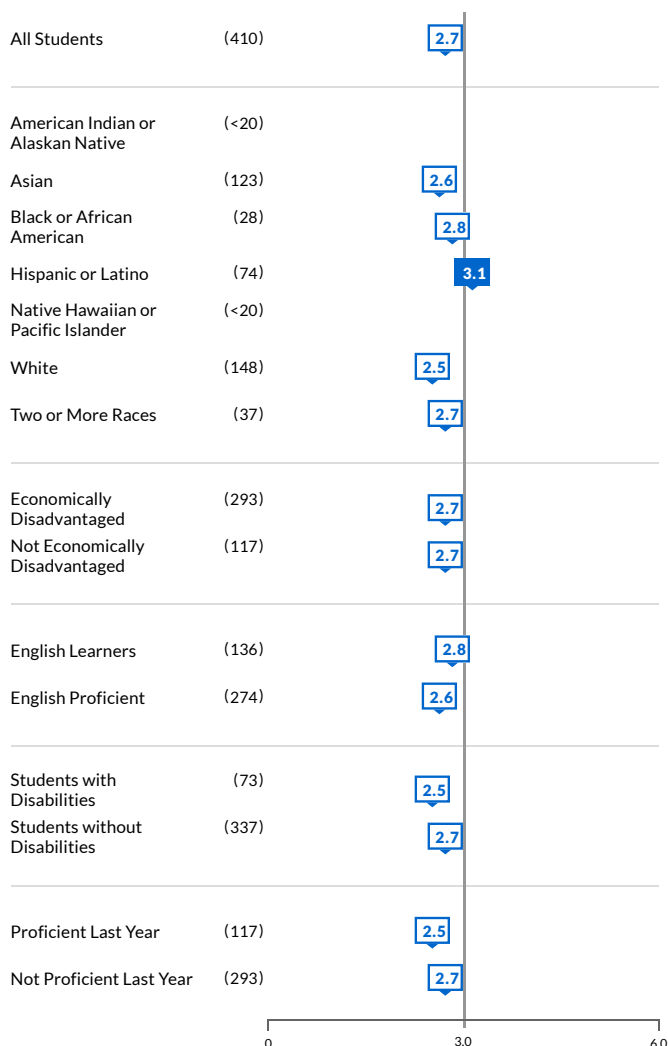 All Students (410) 2.7
American Indian or (<20)
Alaskan Native
Asian (123) 2.6
Black or African (28) 2.8
American
Hispanic or Latino (74) 3.1
Native Hawaiian or (<20)
Pacific Islander
White (148) 2.5
Two or More Races (37) 2.7
Economically (293) 2.7
Disadvantaged
Not Economically (117) 2.7
Disadvantaged
English Learners (136) 2.8
English Proficient (274) 2.6
Students with (73) 2.5
Disabilities
Students without (337) 2.7
Disabilities
Proficient Last Year (117) 2.5
Not Proficient Last Year (293) 2.7
0 3.0 6.0